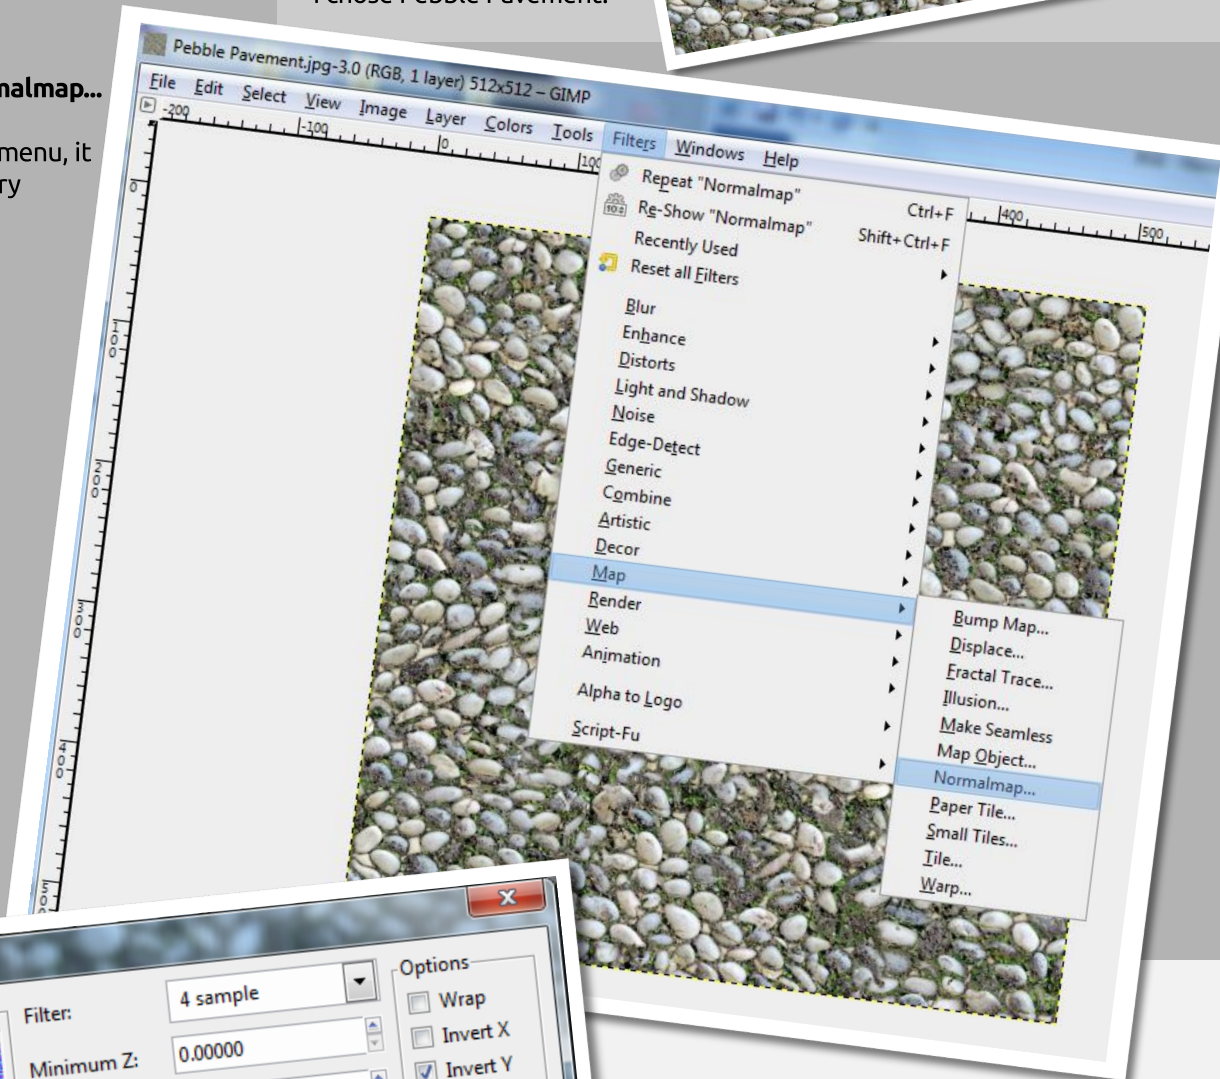 I chose Pebble Pavement.
malmap...
menu, it
ry
Pebble Pavement.jpg-3.0 (RGB, 1 layer) 512x512 – GIMP
File Edit Select View Image Layer Colors Tools Filters Windows Help
-200 -100 0 100 400 500
0
100
200
300
400
50
Repeat "Normalmap" Ctrl+F
Re-Show "Normalmap" Shift+Ctrl+F
Recently Used
Reset all Filters
Blur
Enhance
Distorts
Light and Shadow
Noise
Edge-Detect
Generic
Combine
Artistic
Decor
Map
Render
Web
Animation
Alpha to Logo
Script-Fu
Bump Map...
Displace...
Fractal Trace...
Illusion...
Make Seamless
Map Object...
Normalmap...
Paper Tile...
Small Tiles...
Tile...
Warp...
Filter: 4 sample
Minimum Z: 0.00000
Options
Wrap
Invert X
Invert Y